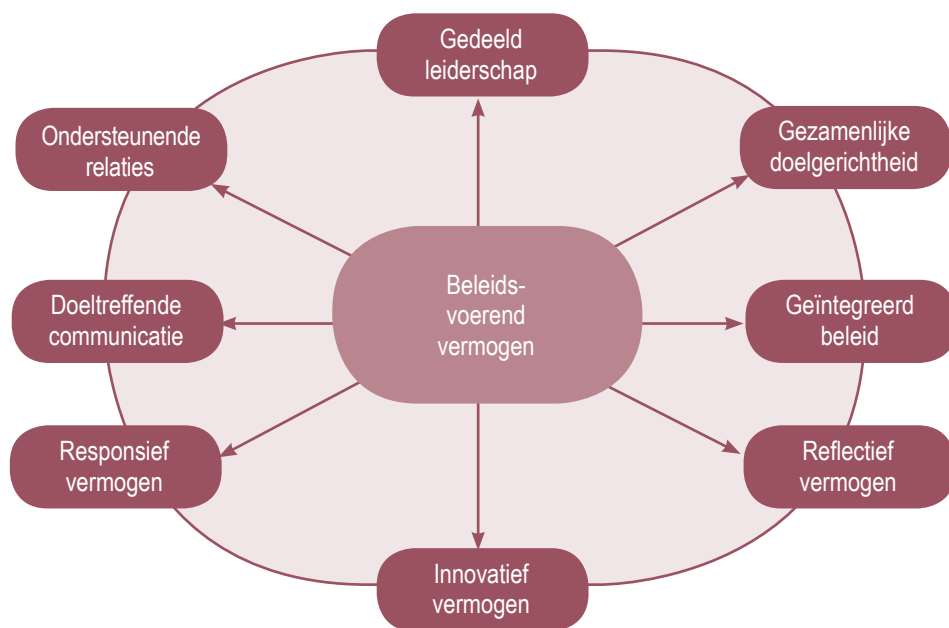 Gedeeld
leiderschap
Ondersteunende
relaties
Gezamenlijke
doelgerichtheid
Beleids-
voerend
vermogen
Doeltreffende
communicatie
Geïntegreerd
beleid
Responsief
vermogen
Reflectief
vermogen
Innovatief
vermogen